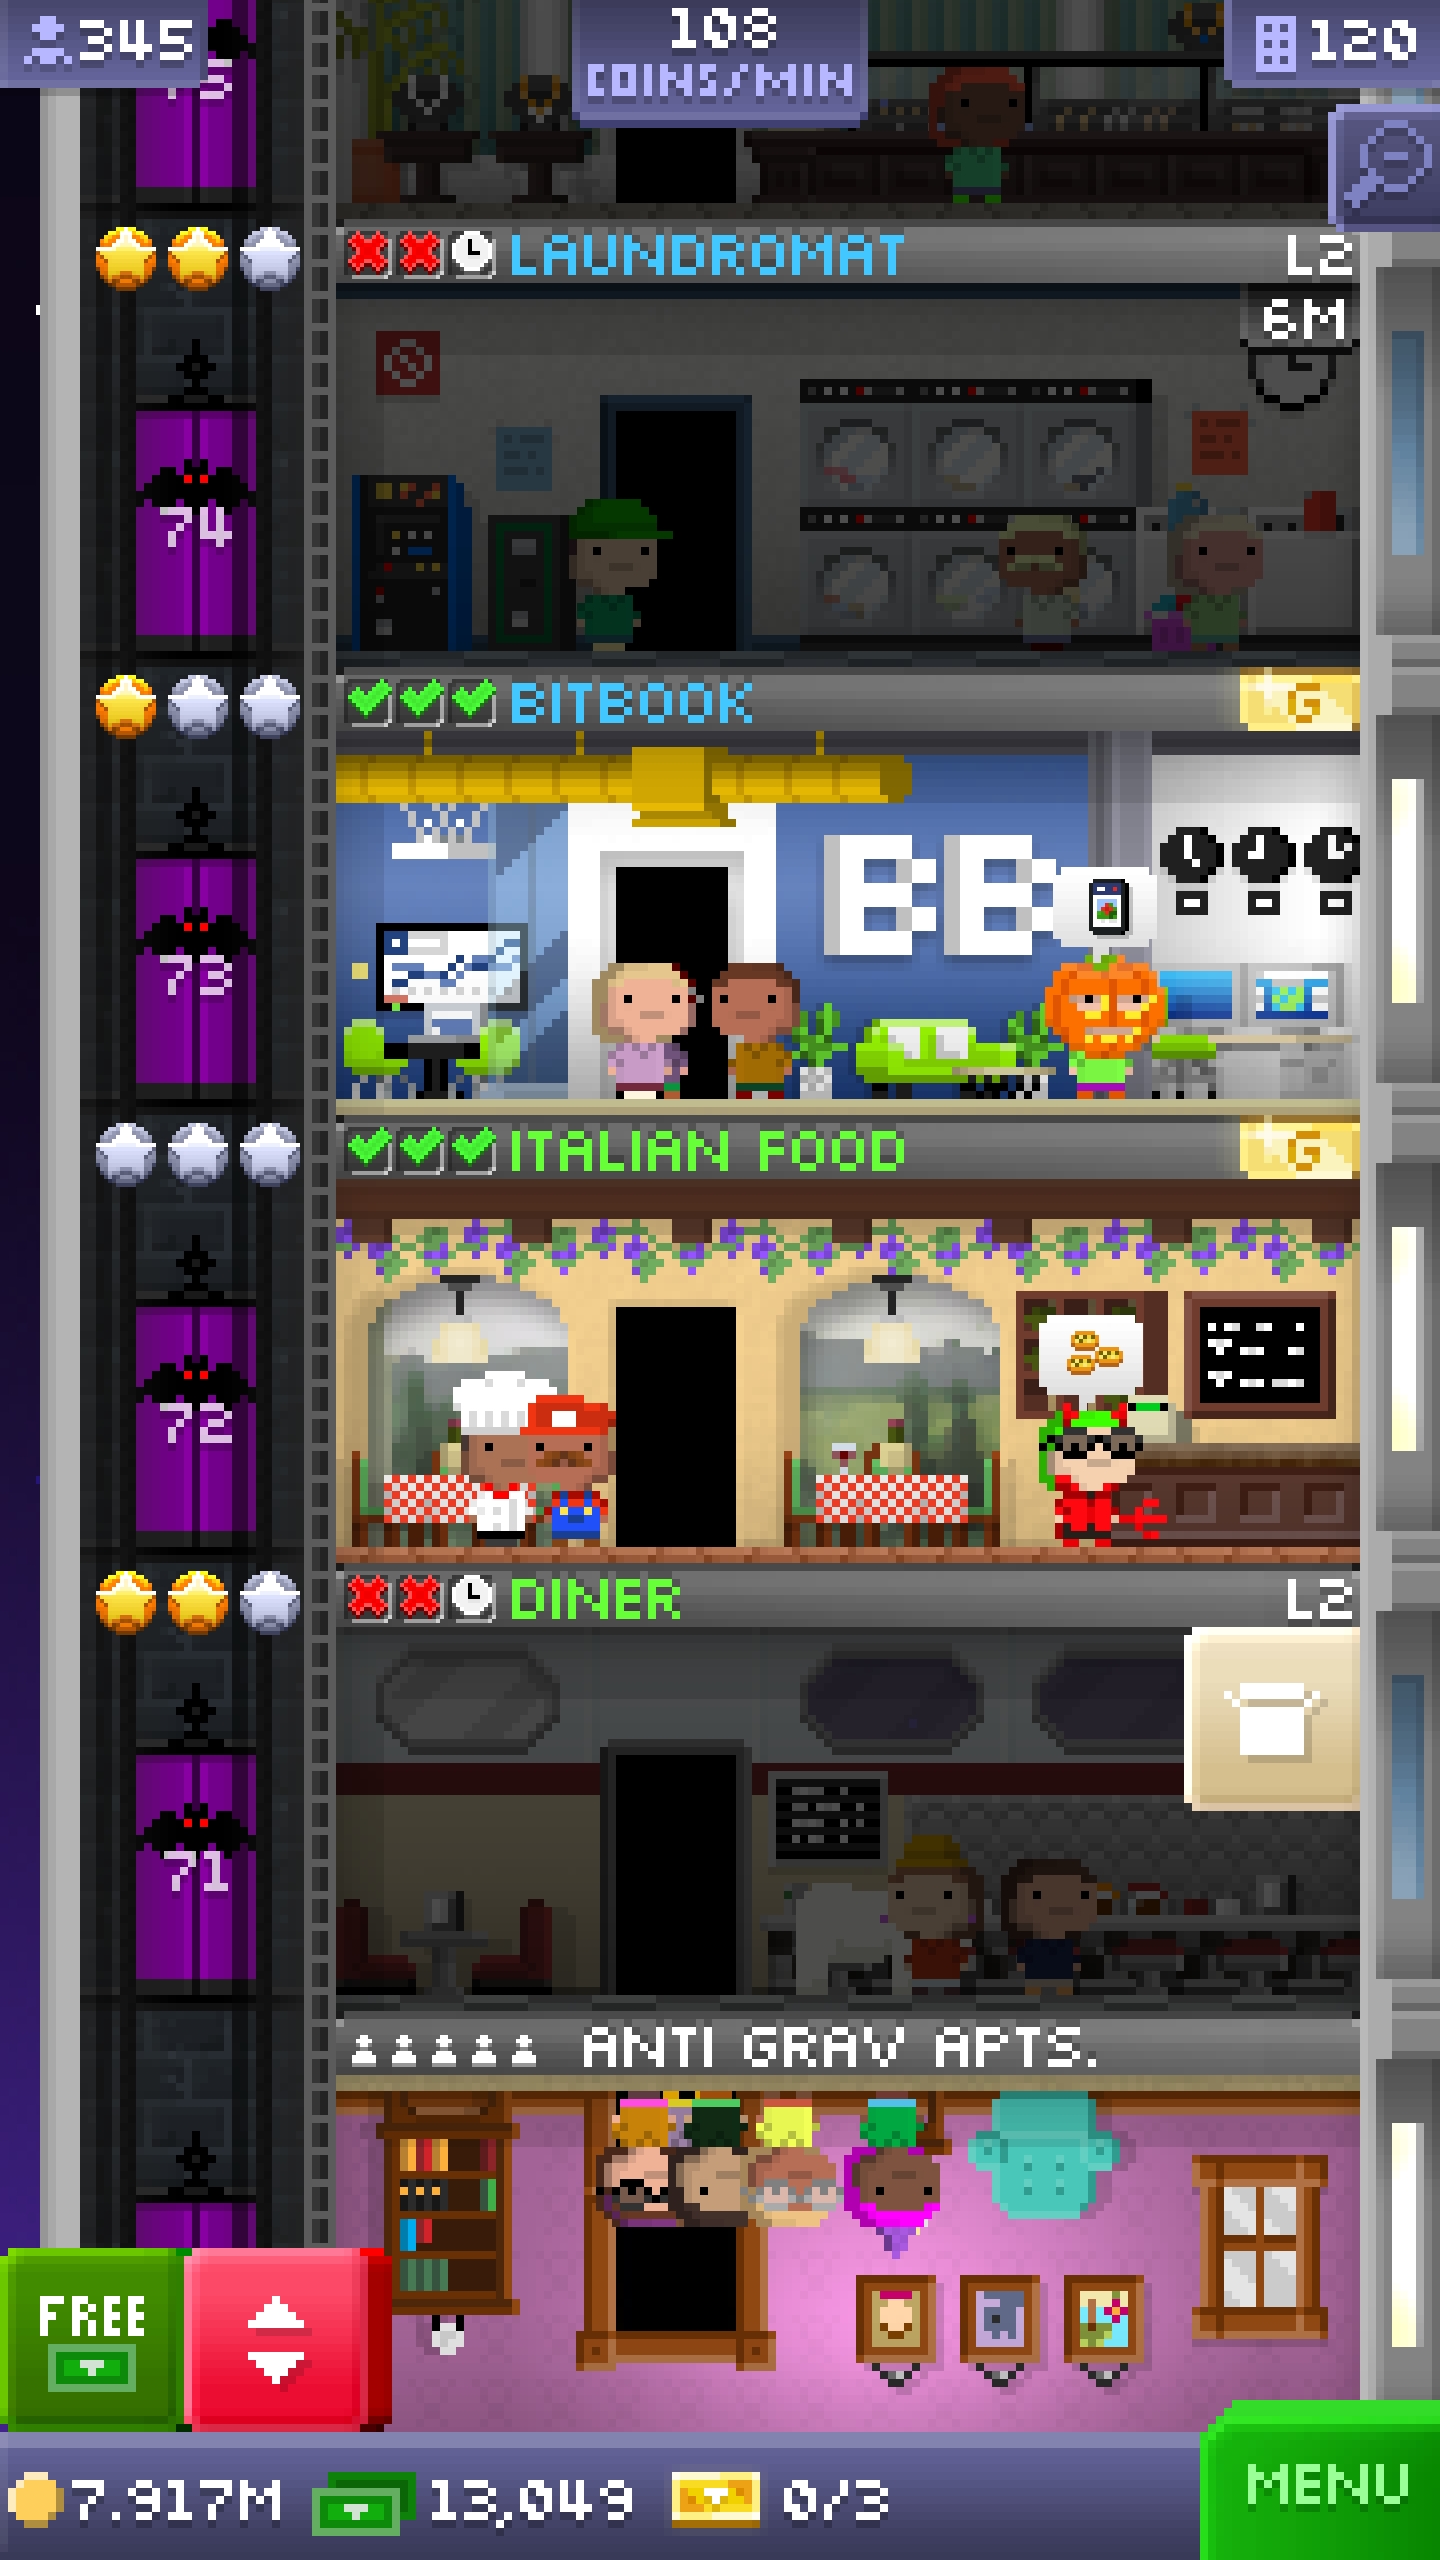 345
108
COINS/MIN
120
LAUNDROMAT L2
6M
74
BITBOOK G
BB
73
ITALIAN FOOD G
72
DINER L2
71
ANTI GRAV APTS.
FREE
7.917M 13,049 0/3
MENU